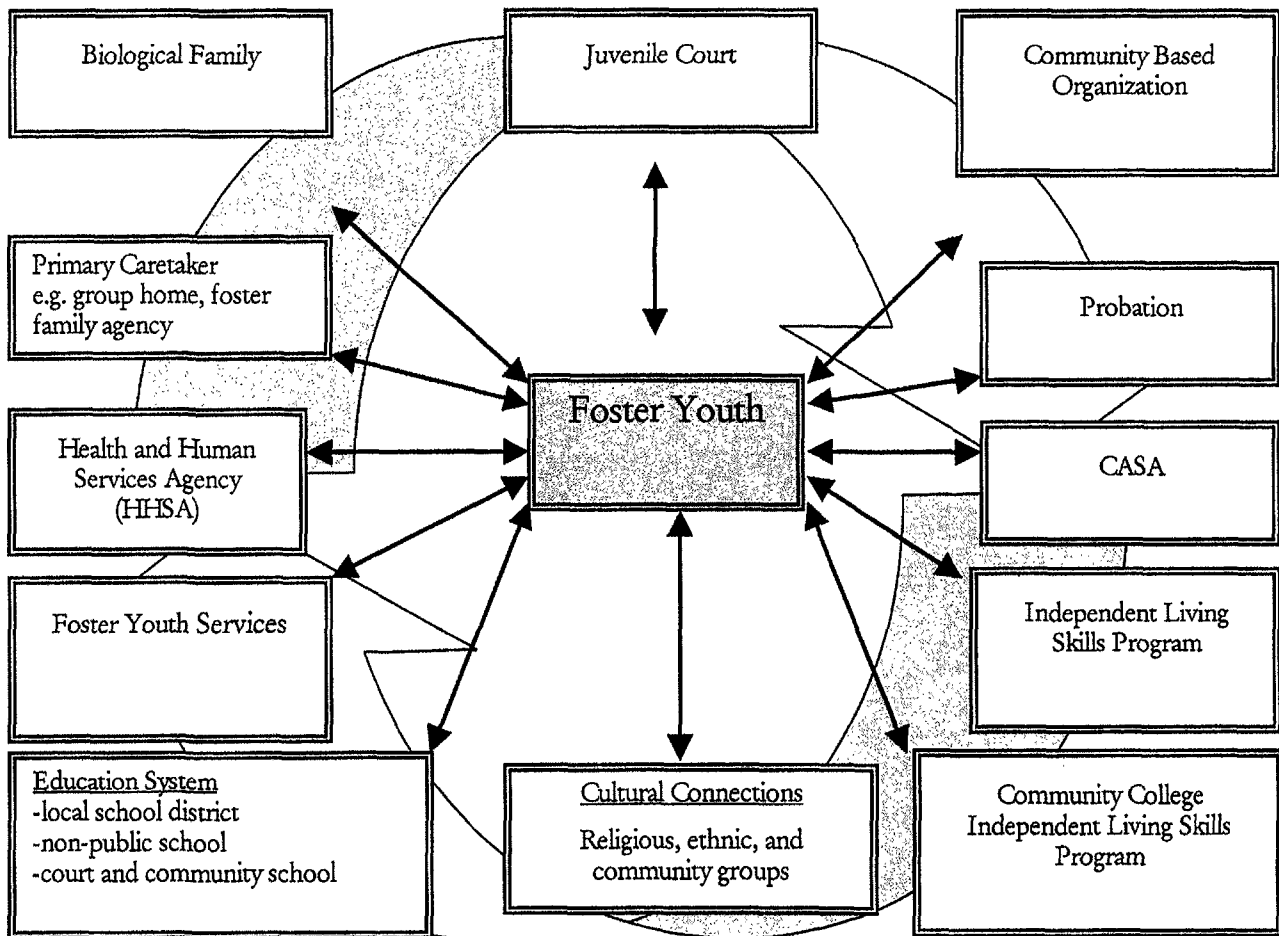 Biological Family
Juvenile Court
Community Based
Organization
Primary Caretaker
e.g. group home, foster
family agency
Probation
Foster Youth
Health and Human
Services Agency
(HHSA)
CASA
Foster Youth Services
Independent Living
Skills Program
Education System
-local school district
-non-public school
-court and community school
Cultural Connections
Religious, ethnic, and
community groups
Community College
Independent Living Skills
Program